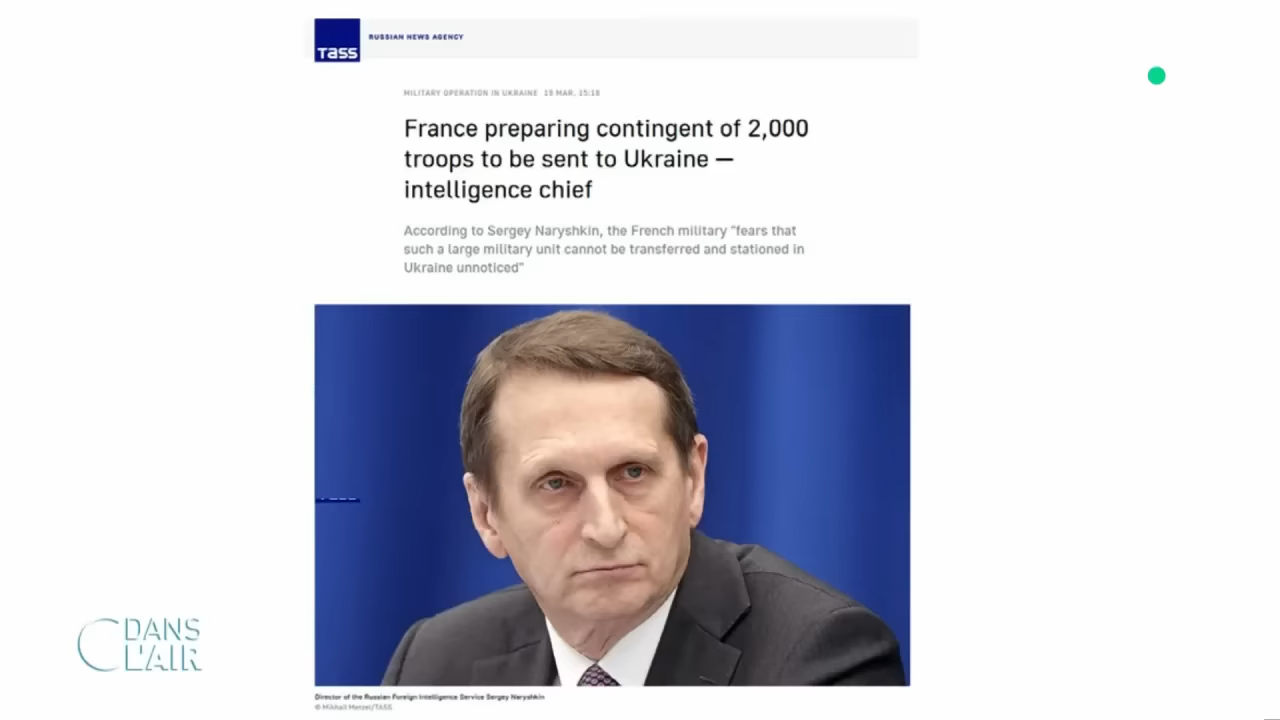 Tass
RUSSIAN NEWS AGENCY
MILITARY OPERATION IN UKRAINE 19 MAR, 15:18
France preparing contingent of 2,000
troops to be sent to Ukraine —
intelligence chief
According to Sergey Naryshkin, the French military "fears that
such a large military unit cannot be transferred and stationed in
Ukraine unnoticed"
C DANS
L'AIR
Director of the Russian Foreign Intelligence Service Sergey Naryshkin
© Mikhail Metzel/TASS